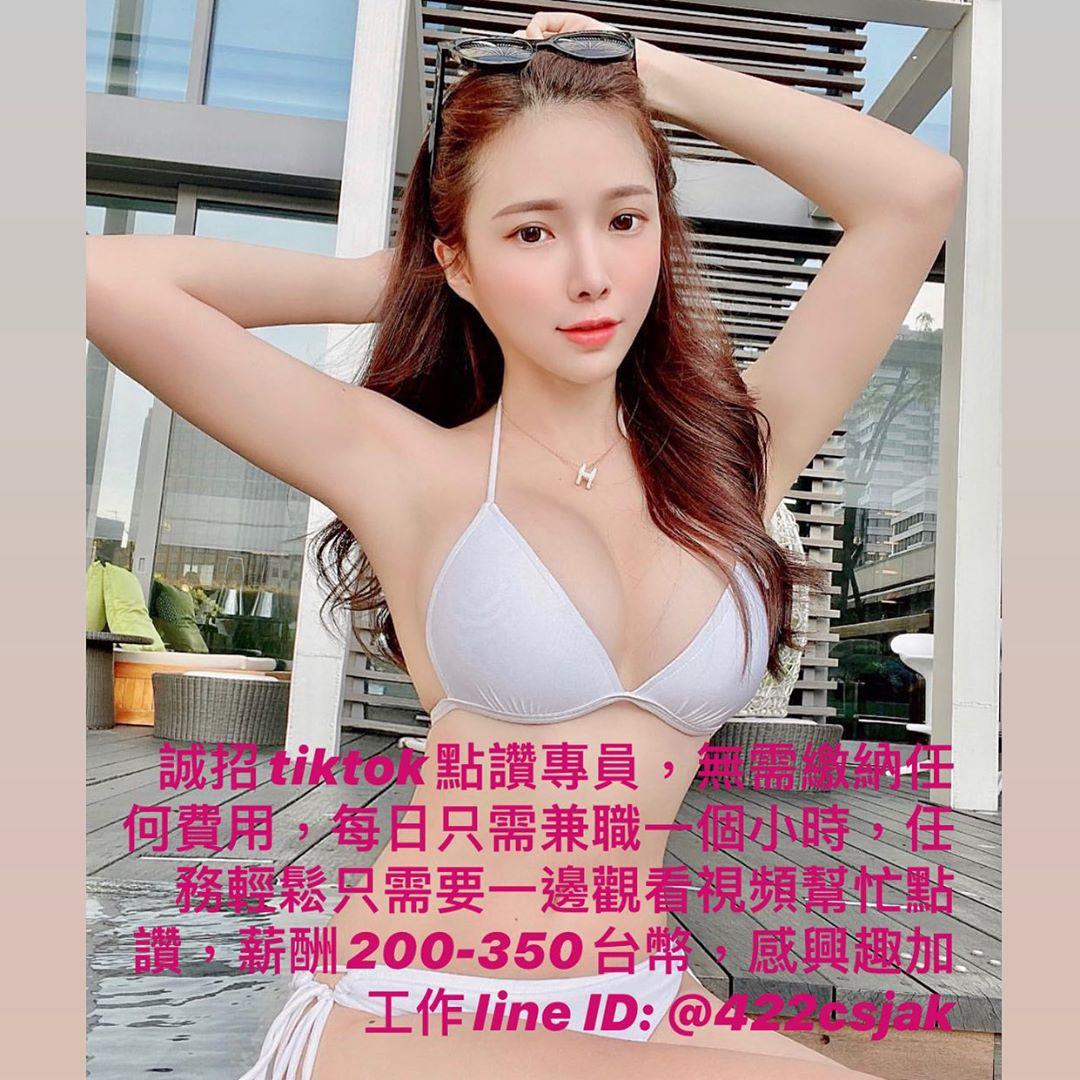 誠招tiktok點讚專員，無需繳納任
何費用，每日只需兼職一個小時，任
務輕鬆只需要一邊觀看視頻幫忙點
讚，薪酬200-350台幣，感興趣加
工作line ID: @422csjak
H